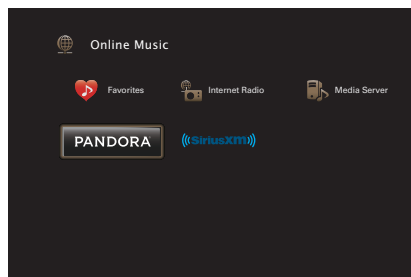 Online Music
Favorites
Internet Radio
Media Server
PANDORA
((SiriusXM))